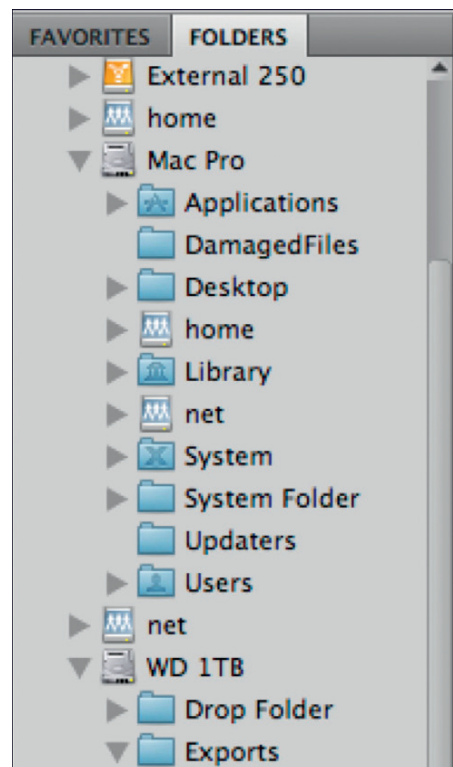 FAVORITES FOLDERS
External 250
home
Mac Pro
Applications
DamagedFiles
Desktop
home
Library
net
System
System Folder
Updaters
Users
net
WD 1TB
Drop Folder
Exports